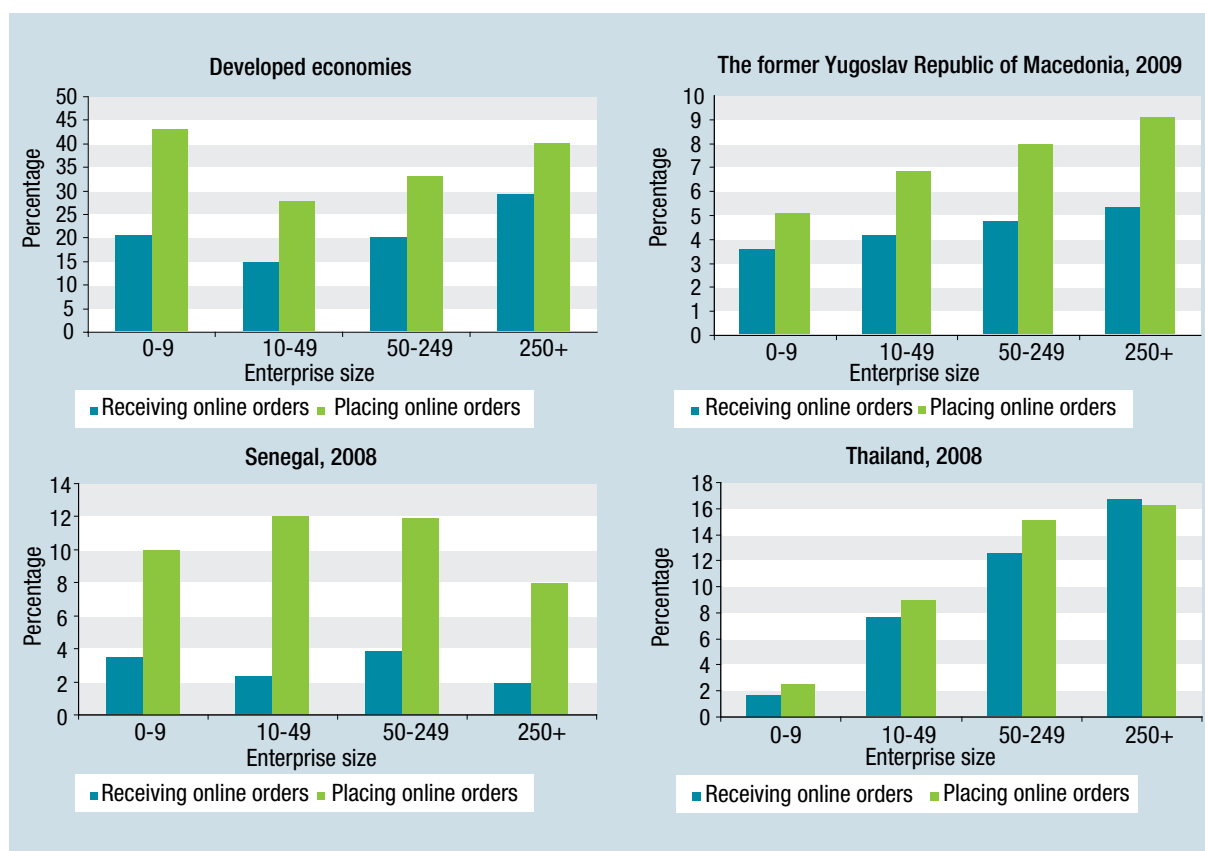 Developed economies
50
45
40
35
30
25
20
15
10
5
0
Percentage
0-9 10-49 50-249 250+
Enterprise size
Receiving online orders Placing online orders
The former Yugoslav Republic of Macedonia, 2009
10
9
8
7
6
5
4
3
2
1
0
Percentage
0-9 10-49 50-249 250+
Enterprise size
Receiving online orders Placing online orders
Senegal, 2008
14
12
10
8
6
4
2
0
Percentage
0-9 10-49 50-249 250+
Enterprise size
Receiving online orders Placing online orders
Thailand, 2008
18
16
14
12
10
8
6
4
2
0
Percentage
0-9 10-49 50-249 250+
Enterprise size
Receiving online orders Placing online orders